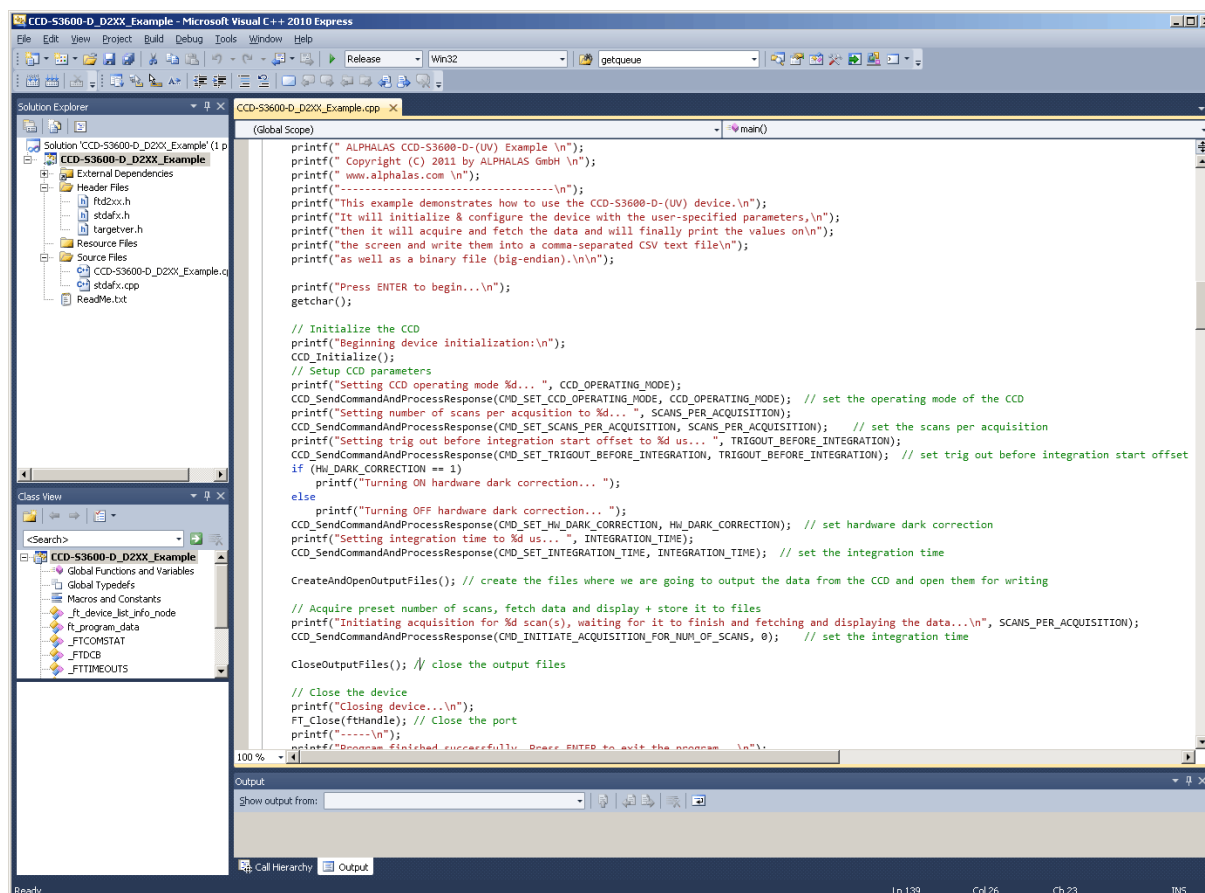 CCD-S3600-D_D2XX_Example - Microsoft Visual C++ 2010 Express
File Edit View Project Build Debug Tools Window Help
Release Win32 getqueue
Solution Explorer
Solution 'CCD-S3600-D_D2XX_Example' (1 p
CCD-S3600-D_D2XX_Example
External Dependencies
Header Files
ftd2xx.h
stdafx.h
targetver.h
Resource Files
Source Files
CCD-S3600-D_D2XX_Example.c
stdafx.cpp
ReadMe.txt
Class View
<Search>
CCD-S3600-D_D2XX_Example
Global Functions and Variables
Global Typedefs
Macros and Constants
_ft_device_list_info_node
ft_program_data
_FTCOMSTAT
_FTDCB
_FTTIMEOUTS
CCD-S3600-D_D2XX_Example.cpp
(Global Scope) main()
printf(" ALPHALAS CCD-S3600-D-(UV) Example \n");
printf(" Copyright (C) 2011 by ALPHALAS GmbH \n");
printf(" www.alphalas.com \n");
printf("-----------------------------------\n");
printf("This example demonstrates how to use the CCD-S3600-D-(UV) device.\n");
printf("It will initialize & configure the device with the user-specified parameters,\n");
printf("then it will acquire and fetch the data and will finally print the values on\n");
printf("the screen and write them into a comma-separated CSV text file\n");
printf("as well as a binary file (big-endian).\n\n");
printf("Press ENTER to begin...\n");
getchar();
// Initialize the CCD
printf("Beginning device initialization:\n");
CCD_Initialize();
// Setup CCD parameters
printf("Setting CCD operating mode %d... ", CCD_OPERATING_MODE);
CCD_SendCommandAndProcessResponse(CMD_SET_CCD_OPERATING_MODE, CCD_OPERATING_MODE); // set the operating mode of the CCD
printf("Setting number of scans per acqusition to %d... ", SCANS_PER_ACQUISITION);
CCD_SendCommandAndProcessResponse(CMD_SET_SCANS_PER_ACQUISITION, SCANS_PER_ACQUISITION); // set the scans per acquisition
printf("Setting trig out before integration start offset to %d us... ", TRIGOUT_BEFORE_INTEGRATION);
CCD_SendCommandAndProcessResponse(CMD_SET_TRIGOUT_BEFORE_INTEGRATION, TRIGOUT_BEFORE_INTEGRATION); // set trig out before integration start offset
if (HW_DARK_CORRECTION == 1)
printf("Turning ON hardware dark correction... ");
else
printf("Turning OFF hardware dark correction... ");
CCD_SendCommandAndProcessResponse(CMD_SET_HW_DARK_CORRECTION, HW_DARK_CORRECTION); // set hardware dark correction
printf("Setting integration time to %d us... ", INTEGRATION_TIME);
CCD_SendCommandAndProcessResponse(CMD_SET_INTEGRATION_TIME, INTEGRATION_TIME); // set the integration time
CreateAndOpenOutputFiles(); // create the files where we are going to output the data from the CCD and open them for writing
// Acquire preset number of scans, fetch data and display + store it to files
printf("Initiating acquisition for %d scan(s), waiting for it to finish and fetching and displaying the data...\n", SCANS_PER_ACQUISITION);
CCD_SendCommandAndProcessResponse(CMD_INITIATE_ACQUISITION_FOR_NUM_OF_SCANS, 0); // set the integration time
CloseOutputFiles(); // close the output files
// Close the device
printf("Closing device...\n");
FT_Close(ftHandle); // Close the port
printf("-----\n");
printf("Program finished successfully. Press ENTER to exit the program...\n");
100 %
Output
Show output from:
Call Hierarchy Output
Ready Ln 139 Col 26 Ch 23 INS